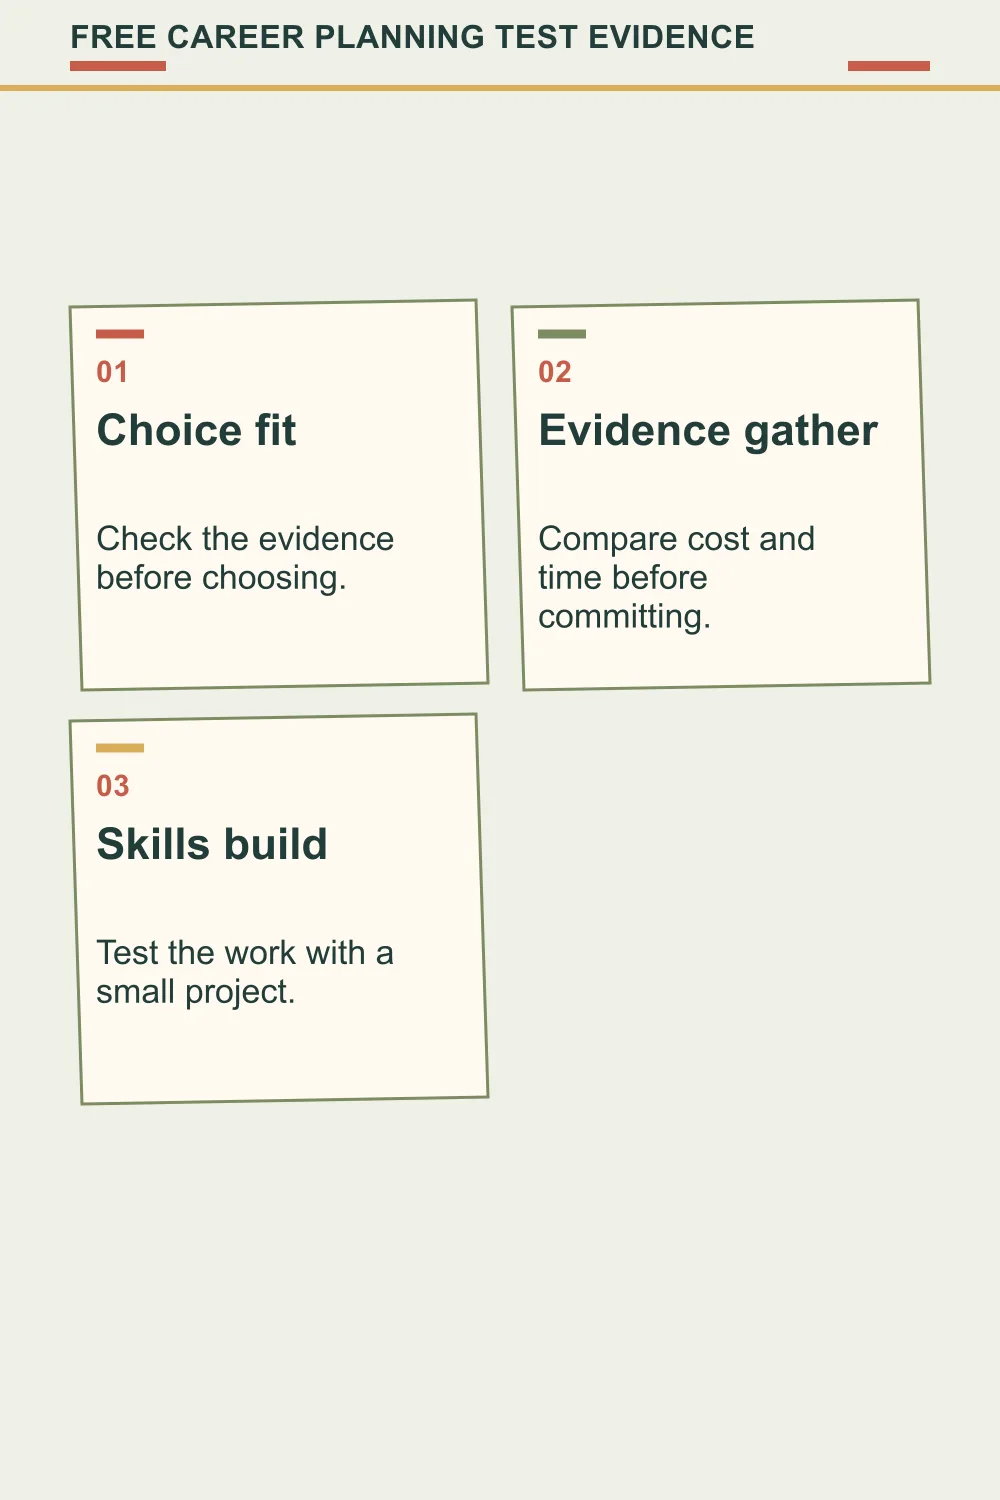 FREE CAREER PLANNING TEST EVIDENCE
01
Choice fit
Check the evidence
before choosing.
02
Evidence gather
Compare cost and
time before
committing.
03
Skills build
Test the work with a
small project.